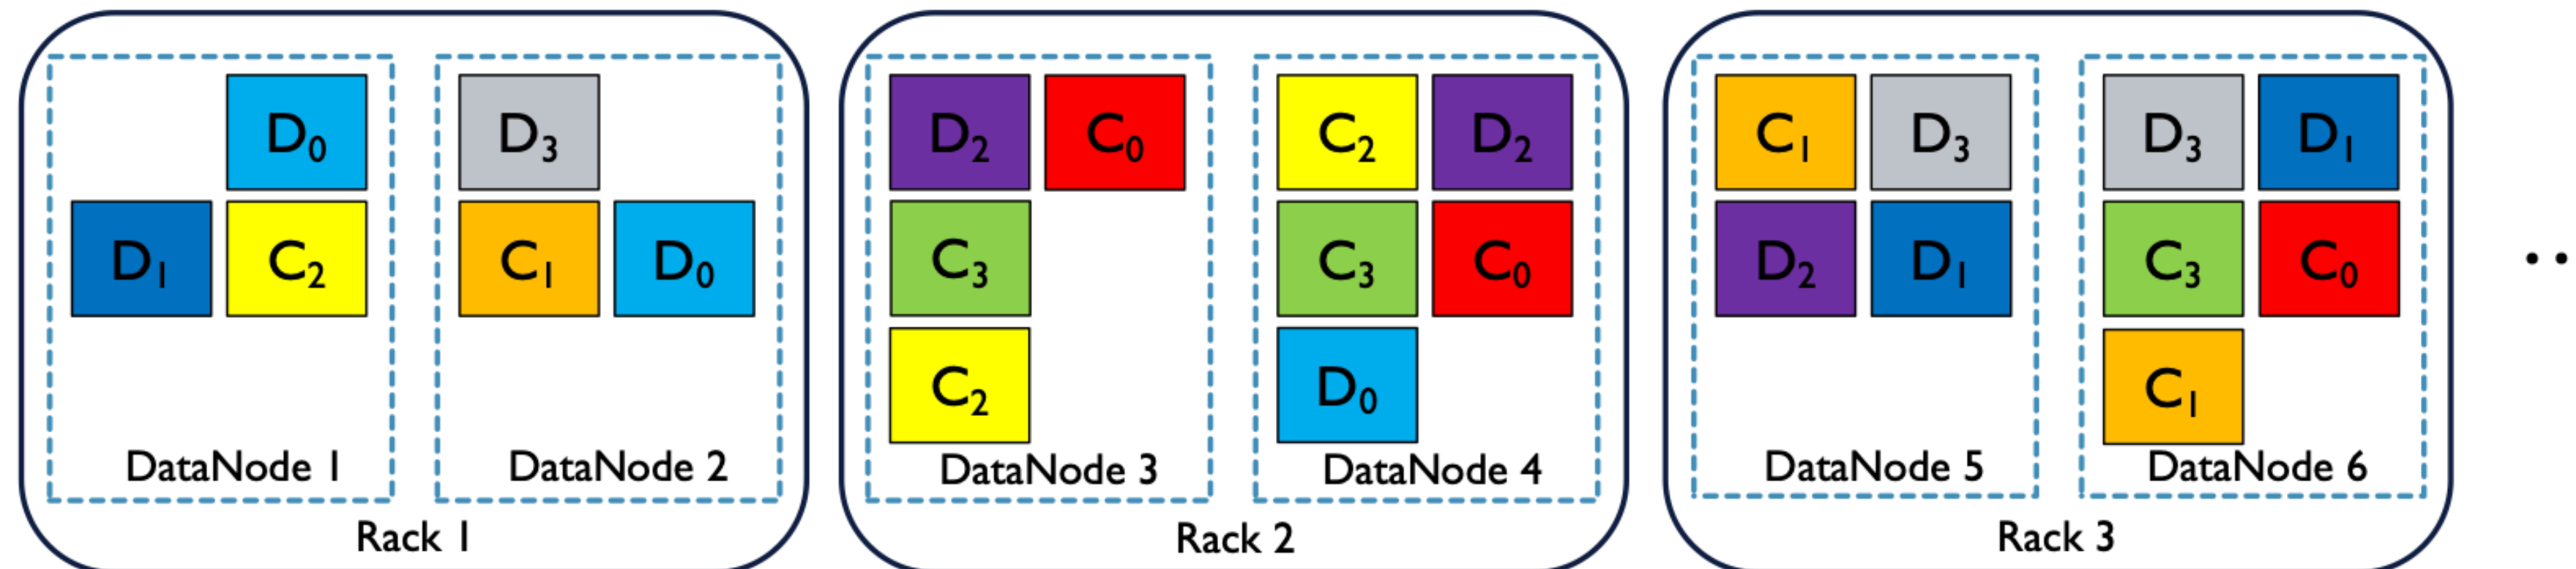 D₀ D₃ D₂ C₀ C₂ D₂ C₁ D₃ D₃ D₁
D₁ C₂ C₁ D₀ C₃ C₃ C₀ D₂ D₁ C₃ C₀ ..
C₂ D₀ C₁
DataNode 1 DataNode 2 DataNode 3 DataNode 4 DataNode 5 DataNode 6
Rack 1 Rack 2 Rack 3